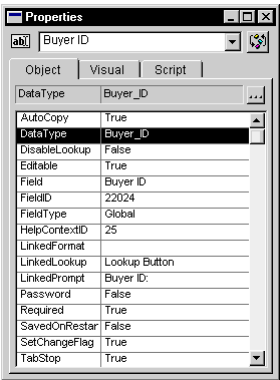 Properties
ab Buyer ID
Object Visual Script
DataType Buyer_ID ...
AutoCopy True
DataType Buyer_ID
DisableLookup False
Editable True
Field Buyer ID
FieldID 22024
FieldType Global
HelpContextID 25
LinkedFormat
LinkedLookup Lookup Button
LinkedPrompt Buyer ID:
Password False
Required True
SavedOnRestar False
SetChangeFlag True
TabStop True